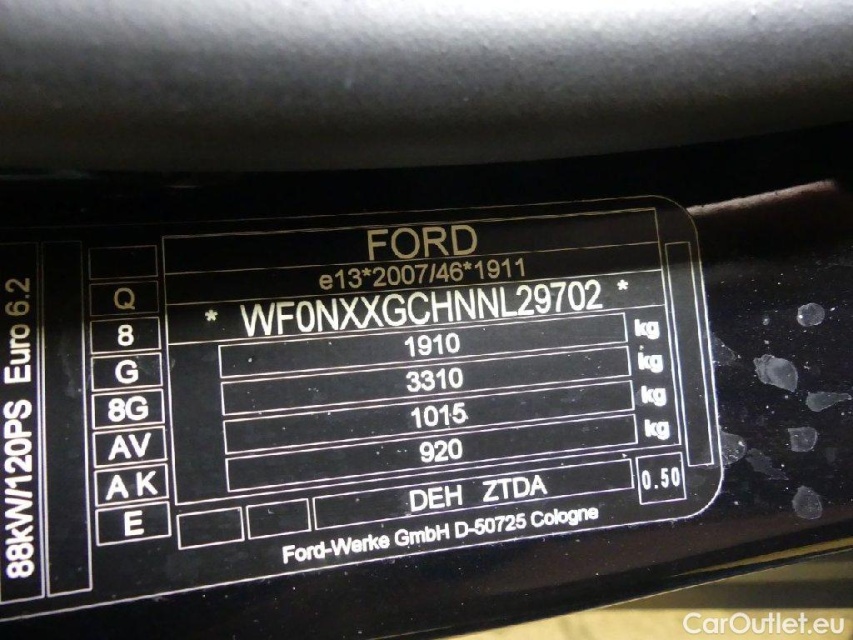 88kW/120PS Euro 6.2
Q
8
G
8G
AV
A K
E
FORD
e13*2007/46*1911
* WF0NXXGCHNNL29702 *
1910 kg
3310 kg
1015 kg
920 kg
DEH ZTDA 0.50
Ford-Werke GmbH D-50725 Cologne
CarOutlet.eu